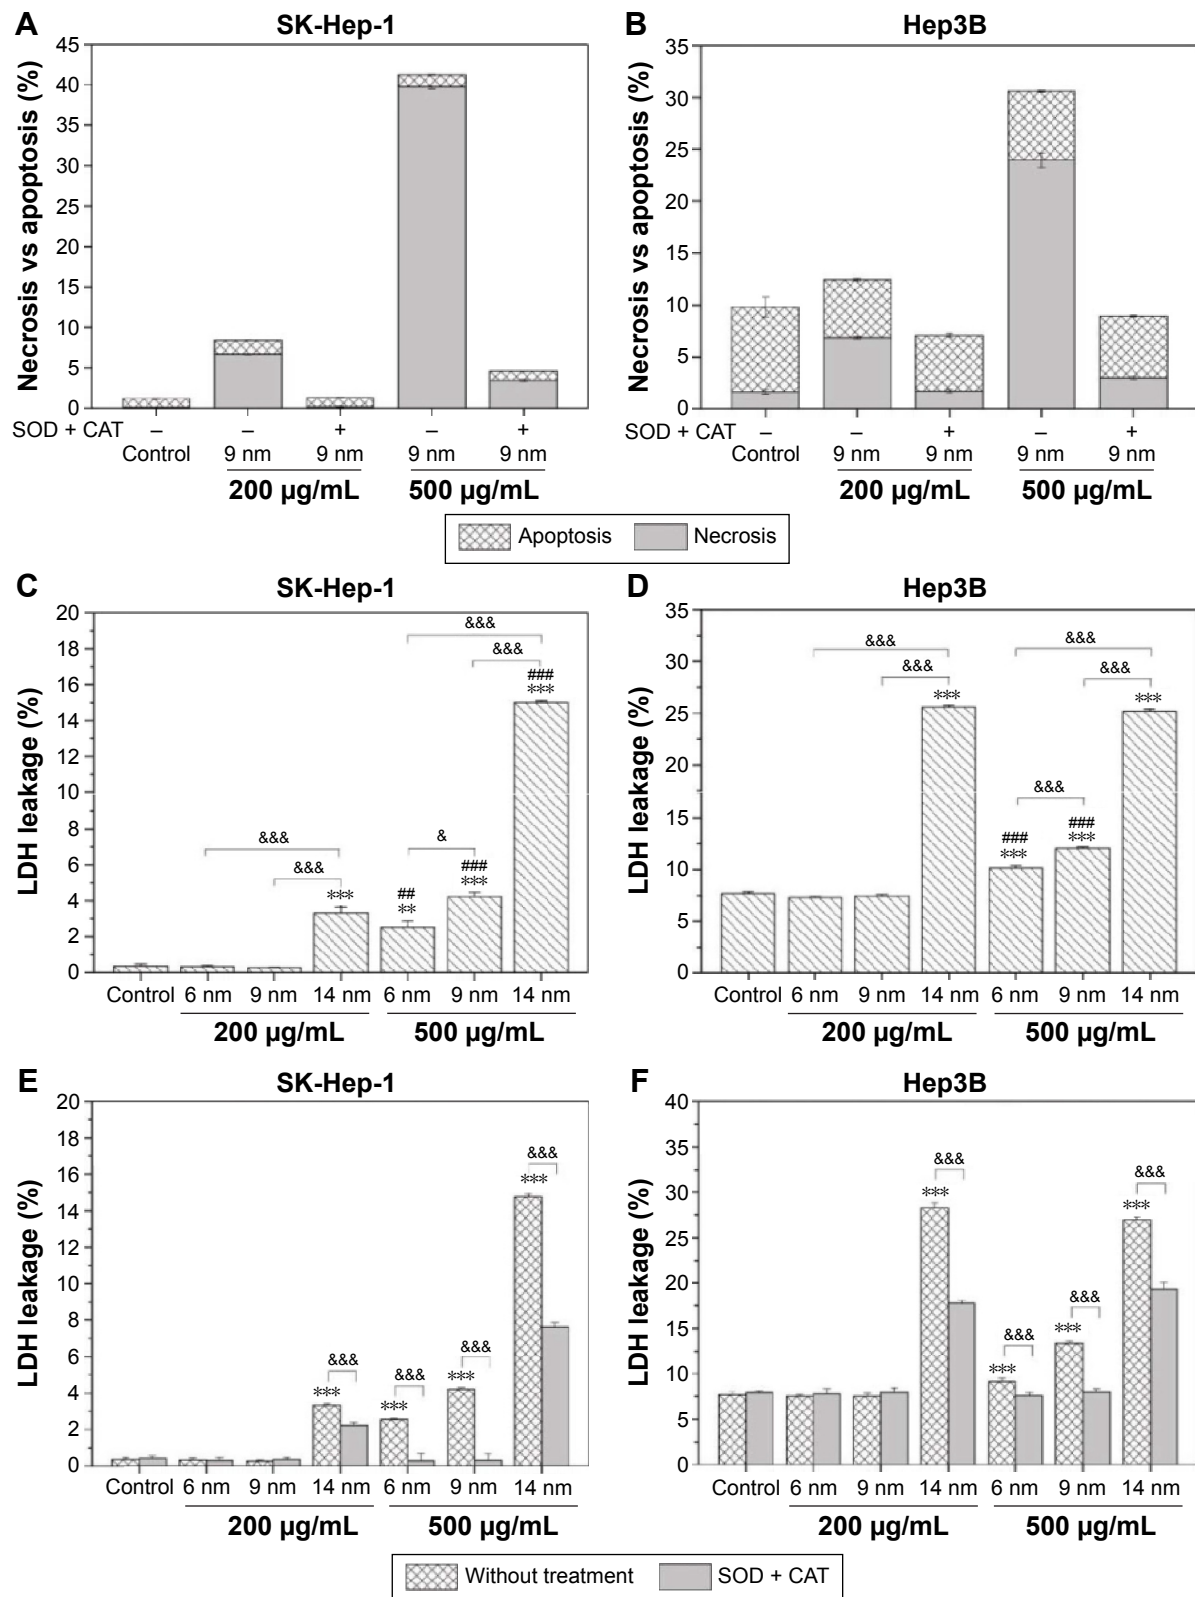 A SK-Hep-1
Necrosis vs apoptosis (%)
45
40
35
30
25
20
15
10
5
0
SOD + CAT – – + – +
Control 9 nm 9 nm 9 nm 9 nm
200 µg/mL 500 µg/mL
B Hep3B
Necrosis vs apoptosis (%)
35
30
25
20
15
10
5
0
SOD + CAT – – + – +
Control 9 nm 9 nm 9 nm 9 nm
200 µg/mL 500 µg/mL
Apoptosis Necrosis
C SK-Hep-1
LDH leakage (%)
20
18
16
14
12
10
8
6
4
2
0
&&&
&&&
###
***
&&& &
&&& ###
*** ## ***
**
Control 6 nm 9 nm 14 nm 6 nm 9 nm 14 nm
200 µg/mL 500 µg/mL
D Hep3B
LDH leakage (%)
35
30
25
20
15
10
5
0
&&& &&&
&&& &&&
*** ***
&&&
### ###
*** ***
Control 6 nm 9 nm 14 nm 6 nm 9 nm 14 nm
200 µg/mL 500 µg/mL
E SK-Hep-1
LDH leakage (%)
20
18
16
14
12
10
8
6
4
2
0
&&&
***
&&& &&& &&&
*** *** ***
Control 6 nm 9 nm 14 nm 6 nm 9 nm 14 nm
200 µg/mL 500 µg/mL
F Hep3B
LDH leakage (%)
40
35
30
25
20
15
10
5
0
&&& &&&
*** ***
&&& &&&
*** ***
Control 6 nm 9 nm 14 nm 6 nm 9 nm 14 nm
200 µg/mL 500 µg/mL
Without treatment SOD + CAT